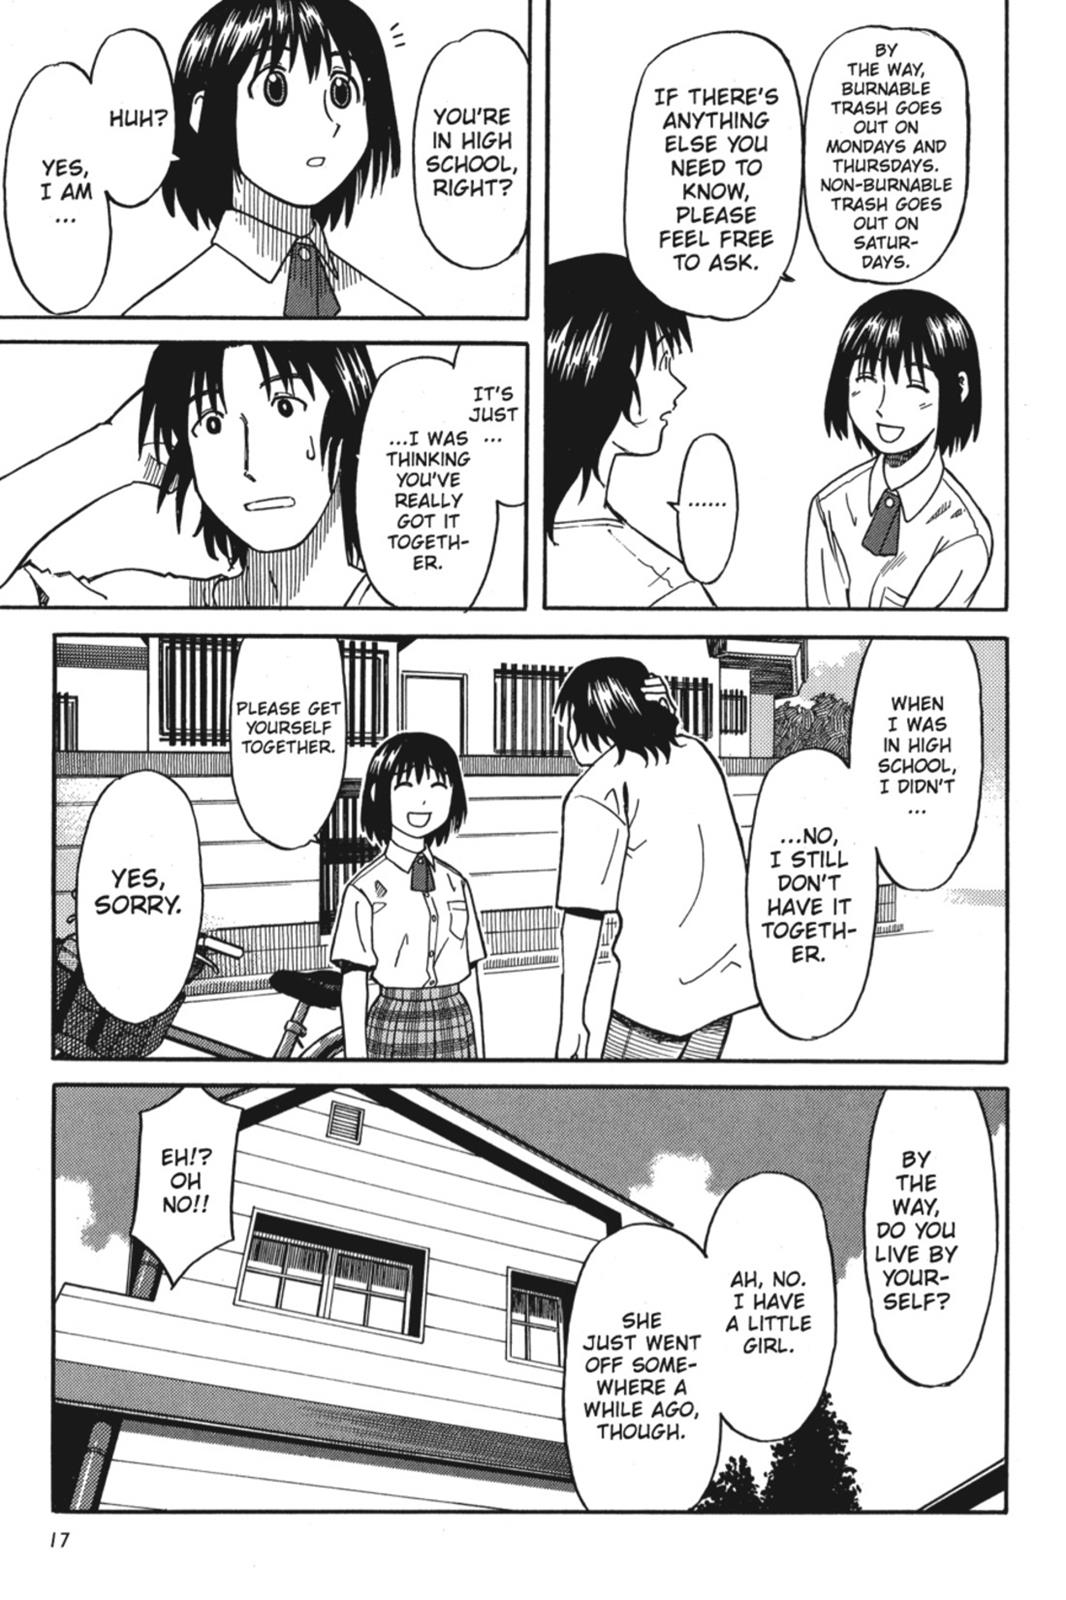 BY
THE WAY,
BURNABLE
TRASH GOES
OUT ON
MONDAYS AND
THURSDAYS.
NON-BURNABLE
TRASH GOES
OUT ON
SATUR-
DAYS.
IF THERE'S
ANYTHING
ELSE YOU
NEED TO
KNOW,
PLEASE
FEEL FREE
TO ASK.
......
YOU'RE
IN HIGH
SCHOOL,
RIGHT?
HUH?
YES,
I AM
...
IT'S
JUST
...
...I WAS
THINKING
YOU'VE
REALLY
GOT IT
TOGETH-
ER.
WHEN
I WAS
IN HIGH
SCHOOL,
I DIDN'T
...
...NO,
I STILL
DON'T
HAVE IT
TOGETH-
ER.
PLEASE GET
YOURSELF
TOGETHER.
YES,
SORRY.
BY
THE
WAY,
DO YOU
LIVE BY
YOUR-
SELF?
AH, NO.
I HAVE
A LITTLE
GIRL.
SHE
JUST WENT
OFF SOME-
WHERE A
WHILE AGO,
THOUGH.
EH!?
OH
NO!!
17